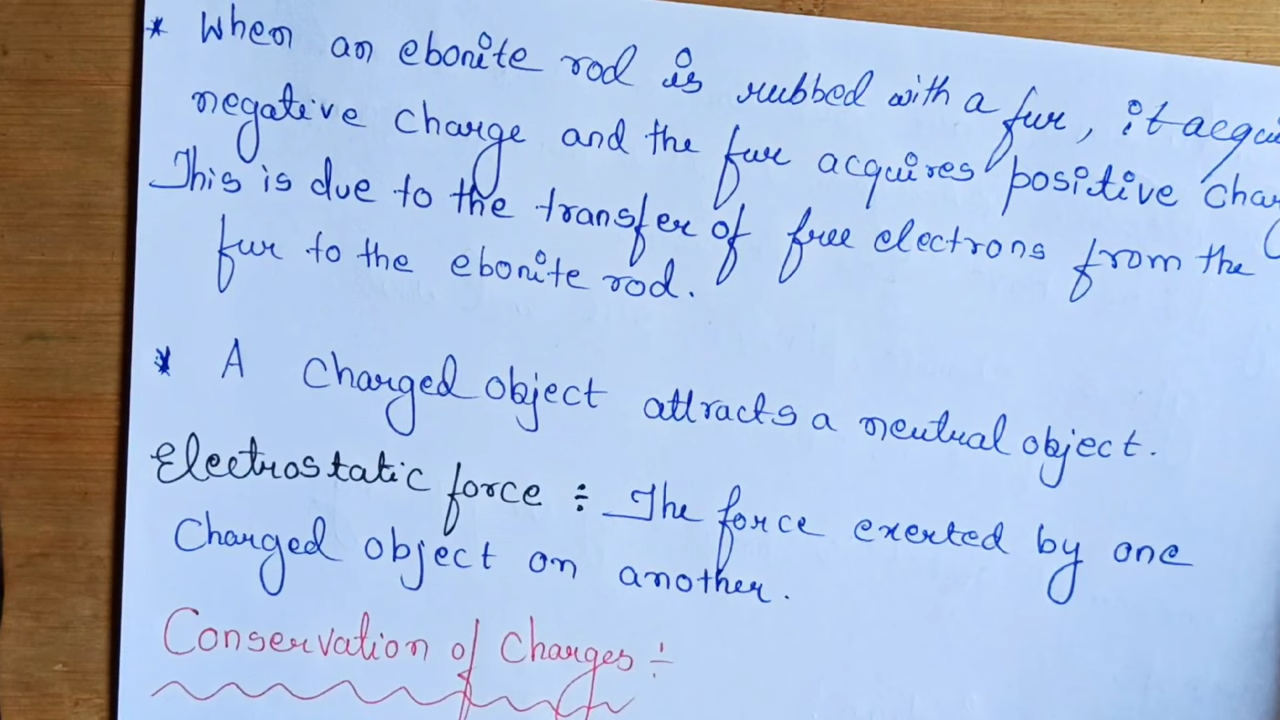 * When an ebonite rod is rubbed with a fur, it acqui
negative charge and the fur acquires positive char
This is due to the transfer of free electrons from the
fur to the ebonite rod.
* A Charged object attracts a neutral object.
Electrostatic force ÷ The force exerted by one
Charged object on another.
Conservation of Charges ÷